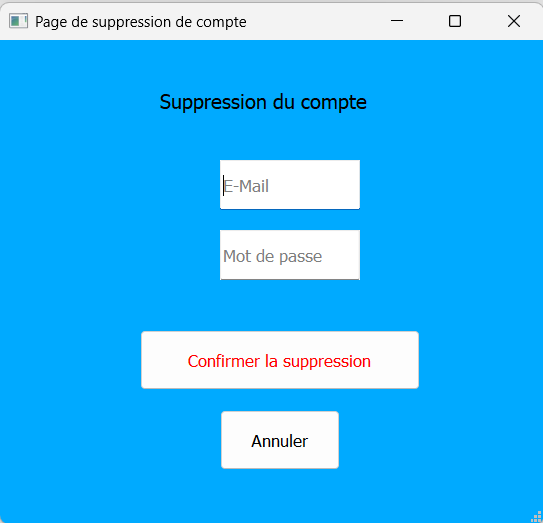 Page de suppression de compte
Suppression du compte
E-Mail
Mot de passe
Confirmer la suppression
Annuler